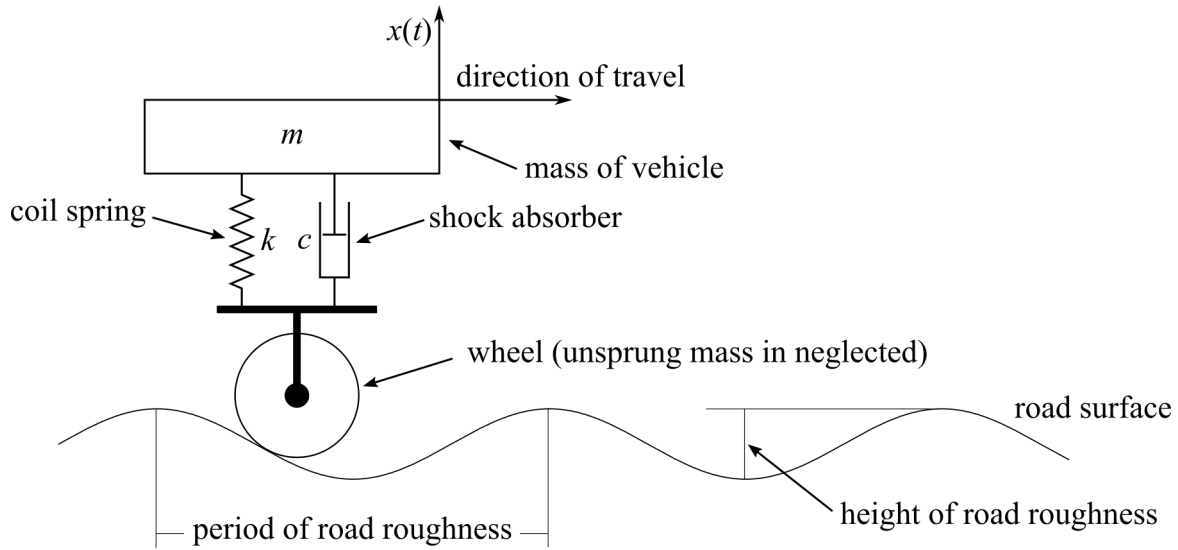 x(t)
direction of travel
m
mass of vehicle
coil spring
k
c
shock absorber
wheel (unsprung mass in neglected)
road surface
period of road roughness
height of road roughness